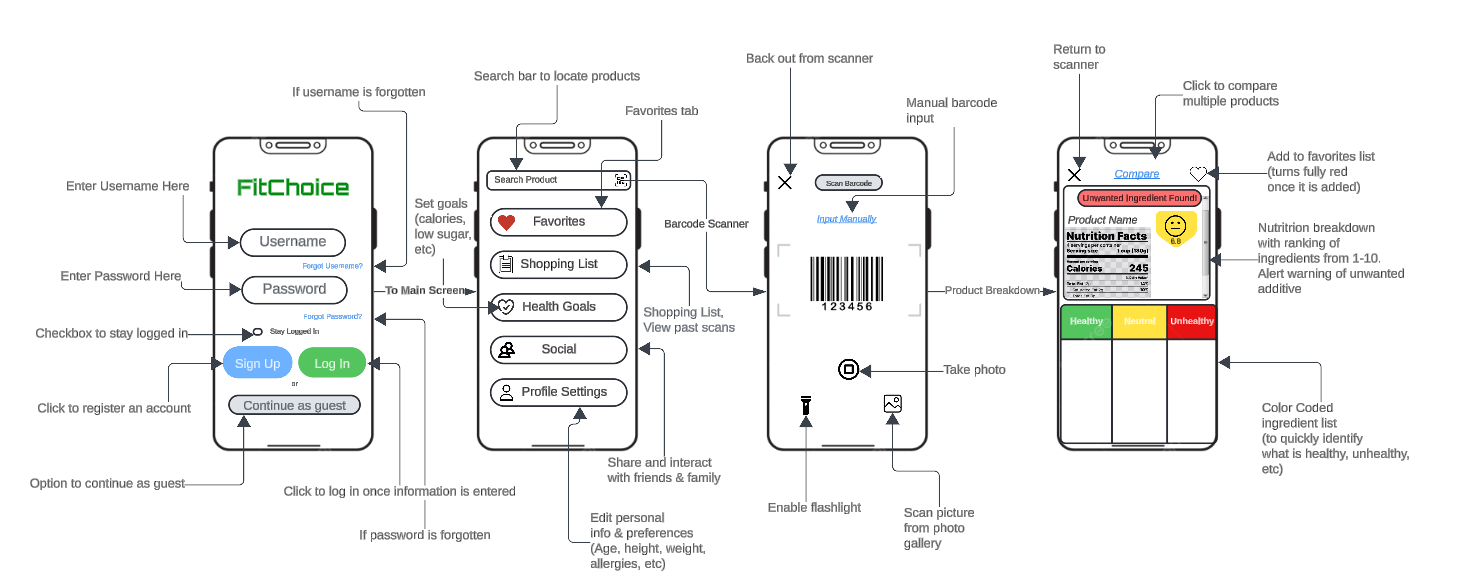 If username is forgotten
Enter Username Here
Enter Password Here
Checkbox to stay logged in
Click to register an account
Option to continue as guest
Click to log in once information is entered
If password is forgotten
FitChoice
Username
Forgot Username?
Password
Forgot Password?
Stay Logged In
Sign Up
Log In
or
Continue as guest
To Main Screen
Search bar to locate products
Favorites tab
Set goals
(calories,
low sugar,
etc)
Search Product
Favorites
Shopping List
Health Goals
Social
Profile Settings
Barcode Scanner
Shopping List,
View past scans
Share and interact
with friends & family
Edit personal
info & preferences
(Age, height, weight,
allergies, etc)
Back out from scanner
Manual barcode
input
Scan Barcode
Input Manually
123456
Take photo
Enable flashlight
Scan picture
from photo
gallery
Product Breakdown
Return to
scanner
Click to compare
multiple products
Compare
Unwanted Ingredient Found!
Product Name
6.8
Nutrition Facts
4 servings per container
Serving size 1 cup (180g)
Calories 245
Healthy
Neutral
Unhealthy
Add to favorites list
(turns fully red
once it is added)
Nutritrion breakdown
with ranking of
ingredients from 1-10.
Alert warning of unwanted
additive
Color Coded
ingredient list
(to quickly identify
what is healthy, unhealthy,
etc)